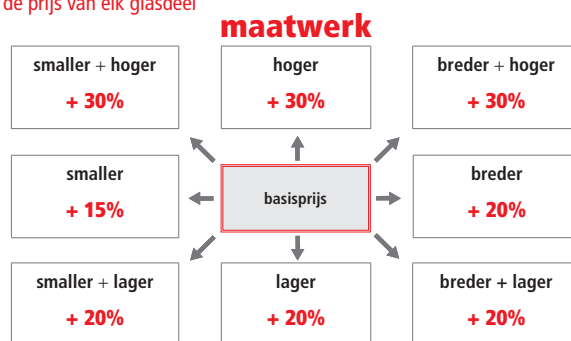 de prijs van elk glasdeel
maatwerk
smaller + hoger
+ 30%
hoger
+ 30%
breder + hoger
+ 30%
smaller
+ 15%
basisprijs
breder
+ 20%
smaller + lager
+ 20%
lager
+ 20%
breder + lager
+ 20%